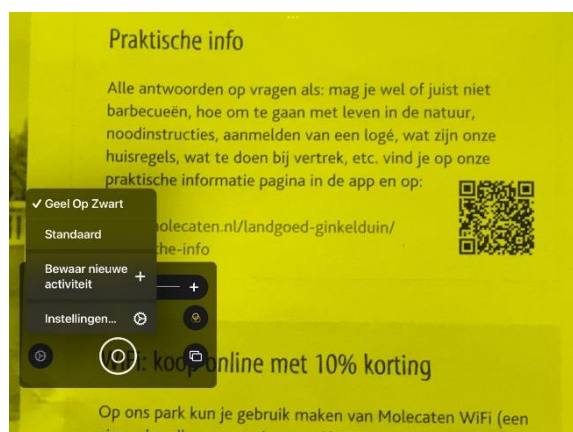 Praktische info
Alle antwoorden op vragen als: mag je wel of juist niet
barbecueën, hoe om te gaan met leven in de natuur,
noodinstructies, aanmelden van een logé, wat zijn onze
huisregels, wat te doen bij vertrek, etc. vind je op onze
praktische informatie pagina in de app en op:
molecaten.nl/landgoed-ginkelduin/
he-info
✓ Geel Op Zwart
Standaard
Bewaar nieuwe
activiteit +
Instellingen...
+
WiFi: koop online met 10% korting
Op ons park kun je gebruik maken van Molecaten WiFi (een